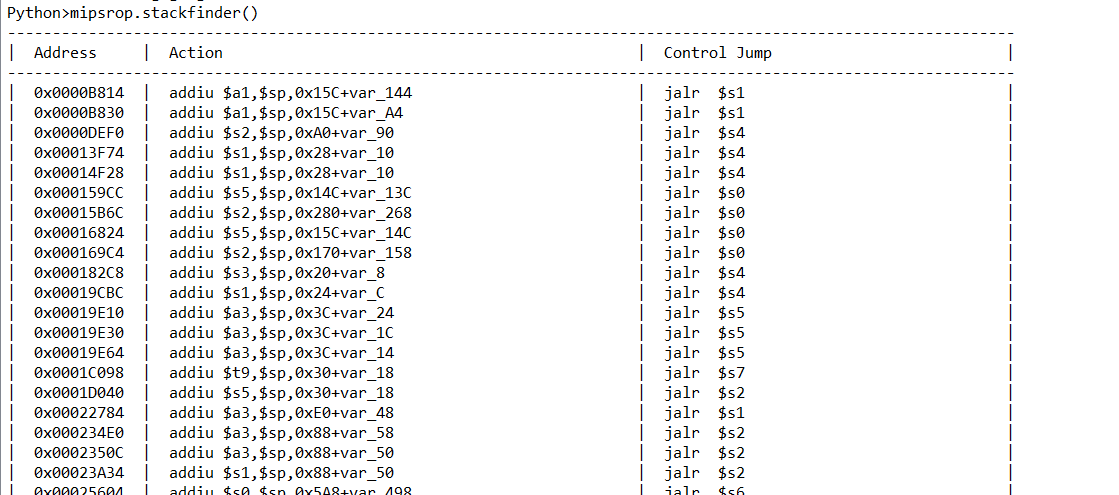 Python>mipsrop.stackfinder()
----------------------------------------------------------------------------------------------------------------
| Address | Action | Control Jump |
----------------------------------------------------------------------------------------------------------------
| 0x0000B814 | addiu $a1,$sp,0x15C+var_144 | jalr $s1 |
| 0x0000B830 | addiu $a1,$sp,0x15C+var_A4 | jalr $s1 |
| 0x0000DEF0 | addiu $s2,$sp,0xA0+var_90 | jalr $s4 |
| 0x00013F74 | addiu $s1,$sp,0x28+var_10 | jalr $s4 |
| 0x00014F28 | addiu $s1,$sp,0x28+var_10 | jalr $s4 |
| 0x000159CC | addiu $s5,$sp,0x14C+var_13C | jalr $s0 |
| 0x00015B6C | addiu $s2,$sp,0x280+var_268 | jalr $s0 |
| 0x00016824 | addiu $s5,$sp,0x15C+var_14C | jalr $s0 |
| 0x000169C4 | addiu $s2,$sp,0x170+var_158 | jalr $s0 |
| 0x000182C8 | addiu $s3,$sp,0x20+var_8 | jalr $s4 |
| 0x00019CBC | addiu $s1,$sp,0x24+var_C | jalr $s4 |
| 0x00019E10 | addiu $a3,$sp,0x3C+var_24 | jalr $s5 |
| 0x00019E30 | addiu $a3,$sp,0x3C+var_1C | jalr $s5 |
| 0x00019E64 | addiu $a3,$sp,0x3C+var_14 | jalr $s5 |
| 0x0001C098 | addiu $t9,$sp,0x30+var_18 | jalr $s7 |
| 0x0001D040 | addiu $s5,$sp,0x30+var_18 | jalr $s2 |
| 0x00022784 | addiu $a3,$sp,0xE0+var_48 | jalr $s1 |
| 0x000234E0 | addiu $a3,$sp,0x88+var_58 | jalr $s2 |
| 0x0002350C | addiu $a3,$sp,0x88+var_50 | jalr $s2 |
| 0x00023A34 | addiu $s1,$sp,0x88+var_50 | jalr $s2 |
| 0x00025604 | addiu $s0,$sp,0x5A8+var_498 | jalr $s6 |